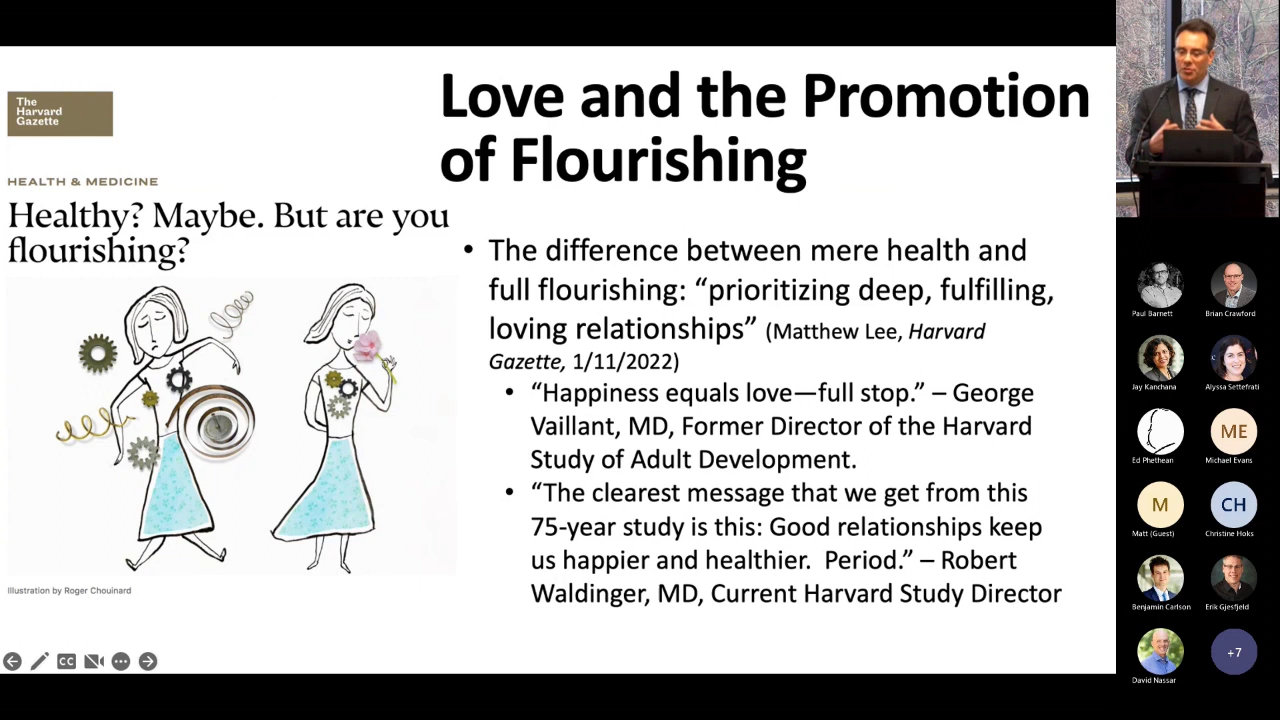 The
Harvard
Gazette
HEALTH & MEDICINE
Healthy? Maybe. But are you
flourishing?
Illustration by Roger Chouinard
Love and the Promotion
of Flourishing
• The difference between mere health and
full flourishing: “prioritizing deep, fulfilling,
loving relationships” (Matthew Lee, Harvard
Gazette, 1/11/2022)
• “Happiness equals love—full stop.” – George
Vaillant, MD, Former Director of the Harvard
Study of Adult Development.
• “The clearest message that we get from this
75-year study is this: Good relationships keep
us happier and healthier.  Period.” – Robert
Waldinger, MD, Current Harvard Study Director
CC
Paul Barnett
Brian Crawford
Jay Kanchana
Alyssa Settefrati
Ed Phethean
ME
Michael Evans
M
Matt (Guest)
CH
Christine Hoks
Benjamin Carlson
Erik Gjesfjeld
David Nassar
+7